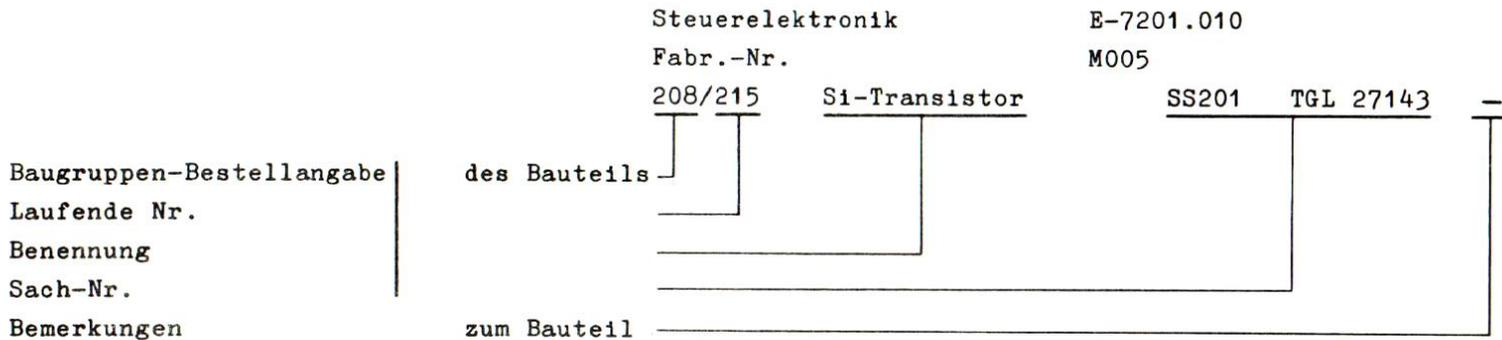 Steuerelektronik E-7201.010
Fabr.-Nr. M005
208/215 Si-Transistor SS201 TGL 27143 –
Baugruppen-Bestellangabe des Bauteils
Laufende Nr.
Benennung
Sach-Nr.
Bemerkungen zum Bauteil